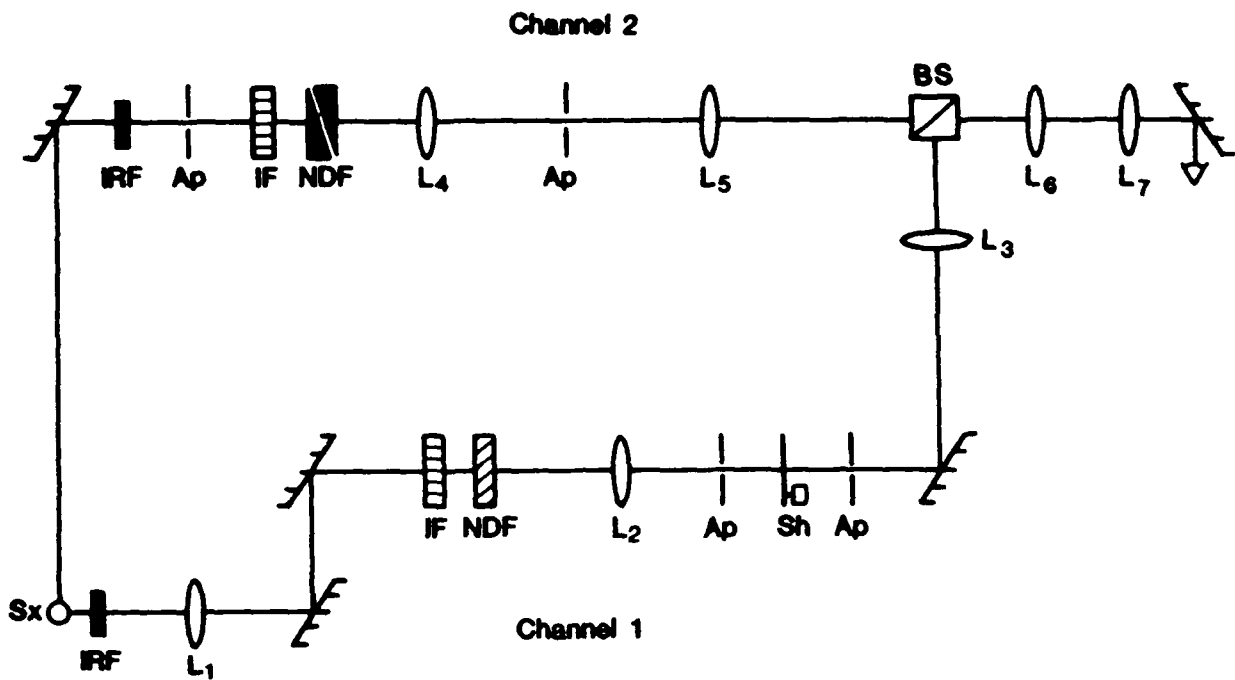 Channel 2
BS
IRF Ap IF NDF L4 Ap L5 L6 L7
L3
IF NDF L2 Ap Sh Ap
Sx
Channel 1
IRF L1